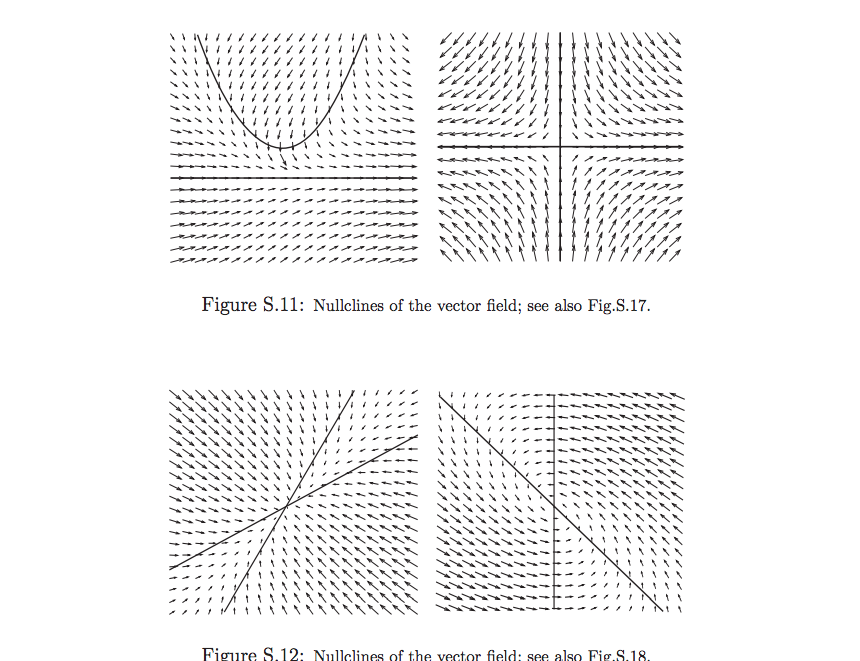 Figure S.11: Nullclines of the vector field; see also Fig.S.17.
Figure S.12: Nullclines of the vector field; see also Fig.S.18.